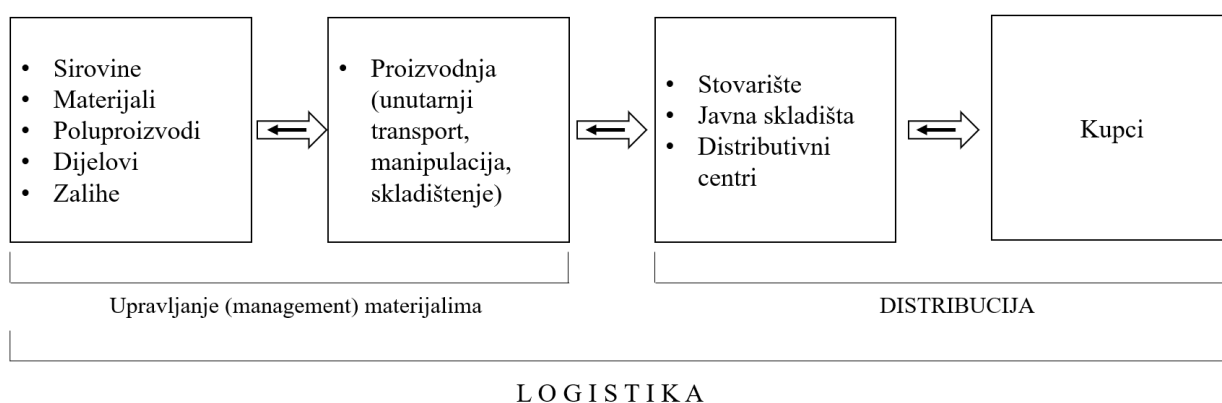 • Sirovine
• Materijali
• Poluproizvodi
• Dijelovi
• Zalihe
• Proizvodnja
(unutarnji
transport,
manipulacija,
skladištenje)
• Stovarište
• Javna skladišta
• Distributivni
centri
Kupci
Upravljanje (management) materijalima
DISTRIBUCIJA
L O G I S T I K A